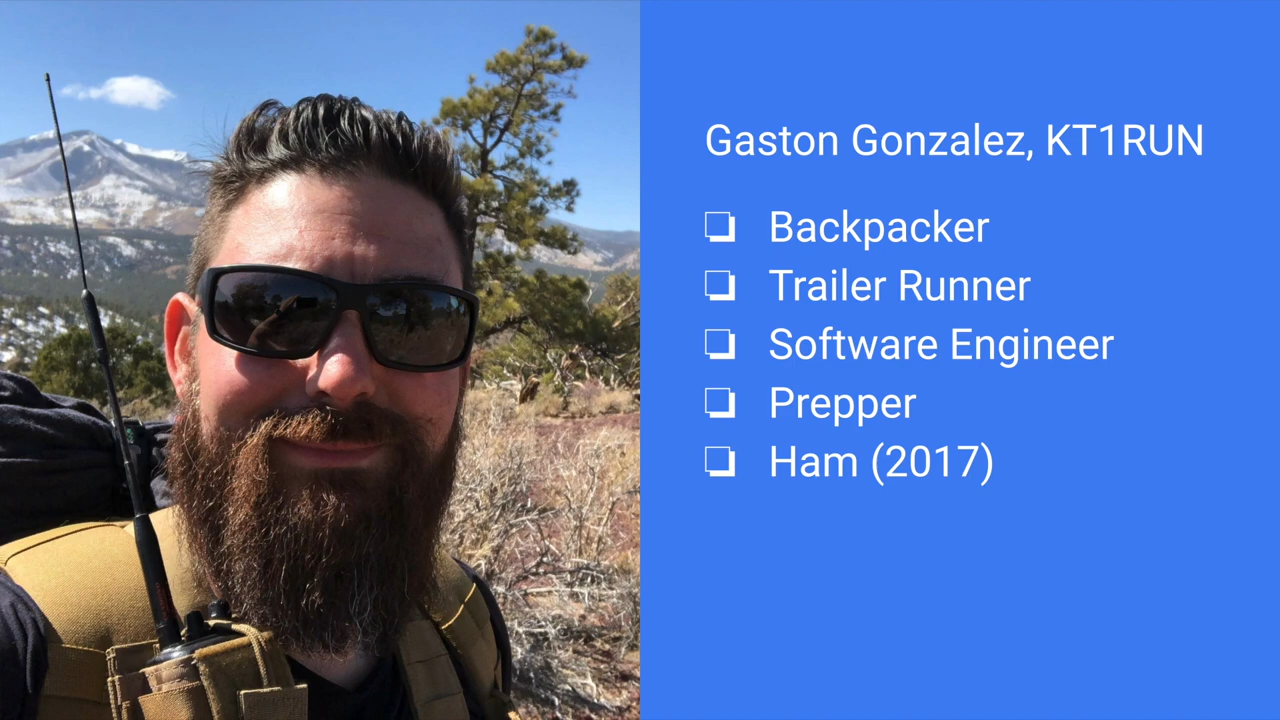 Gaston Gonzalez, KT1RUN
❏ Backpacker
❏ Trailer Runner
❏ Software Engineer
❏ Prepper
❏ Ham (2017)